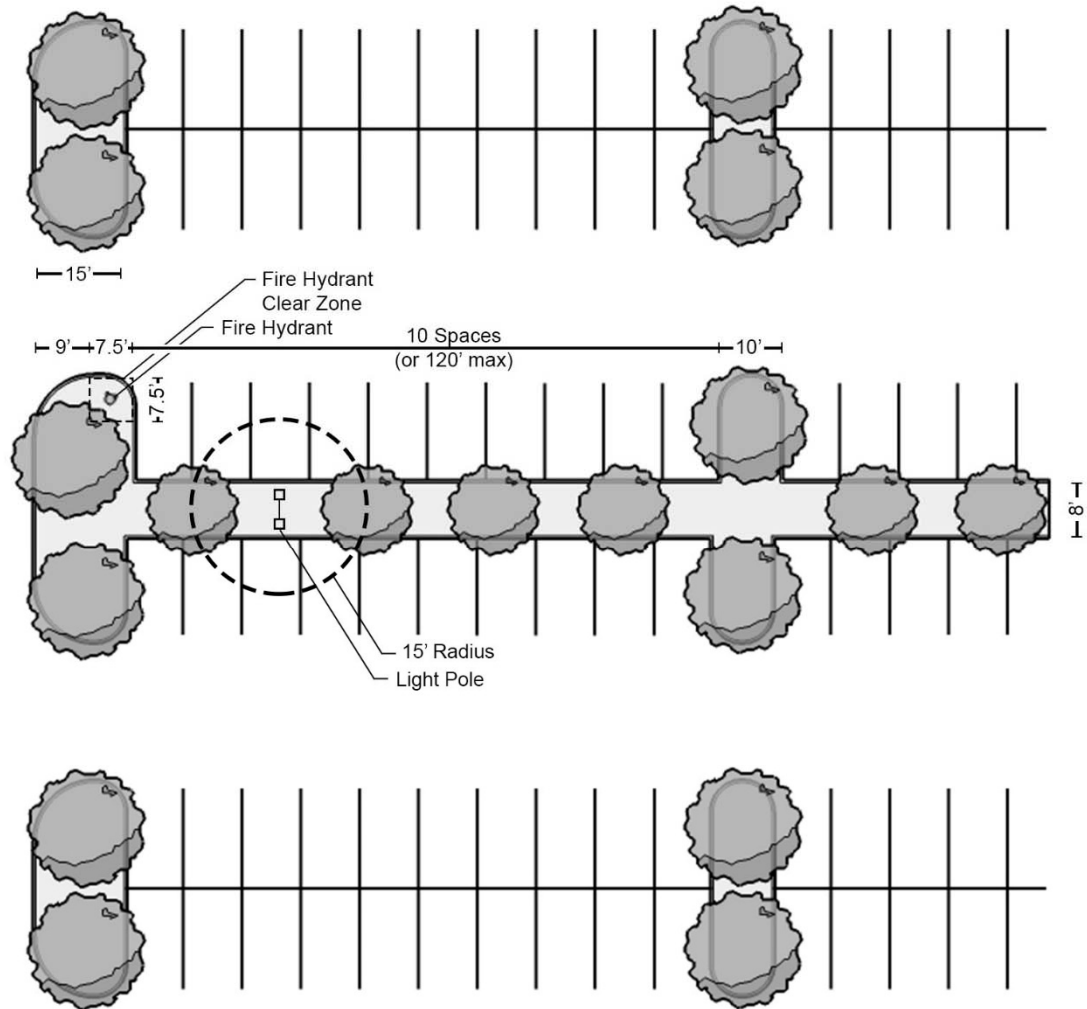 15'
Fire Hydrant
Clear Zone
Fire Hydrant
9'
7.5'
10 Spaces
(or 120' max)
10'
7.5'
8'
15' Radius
Light Pole